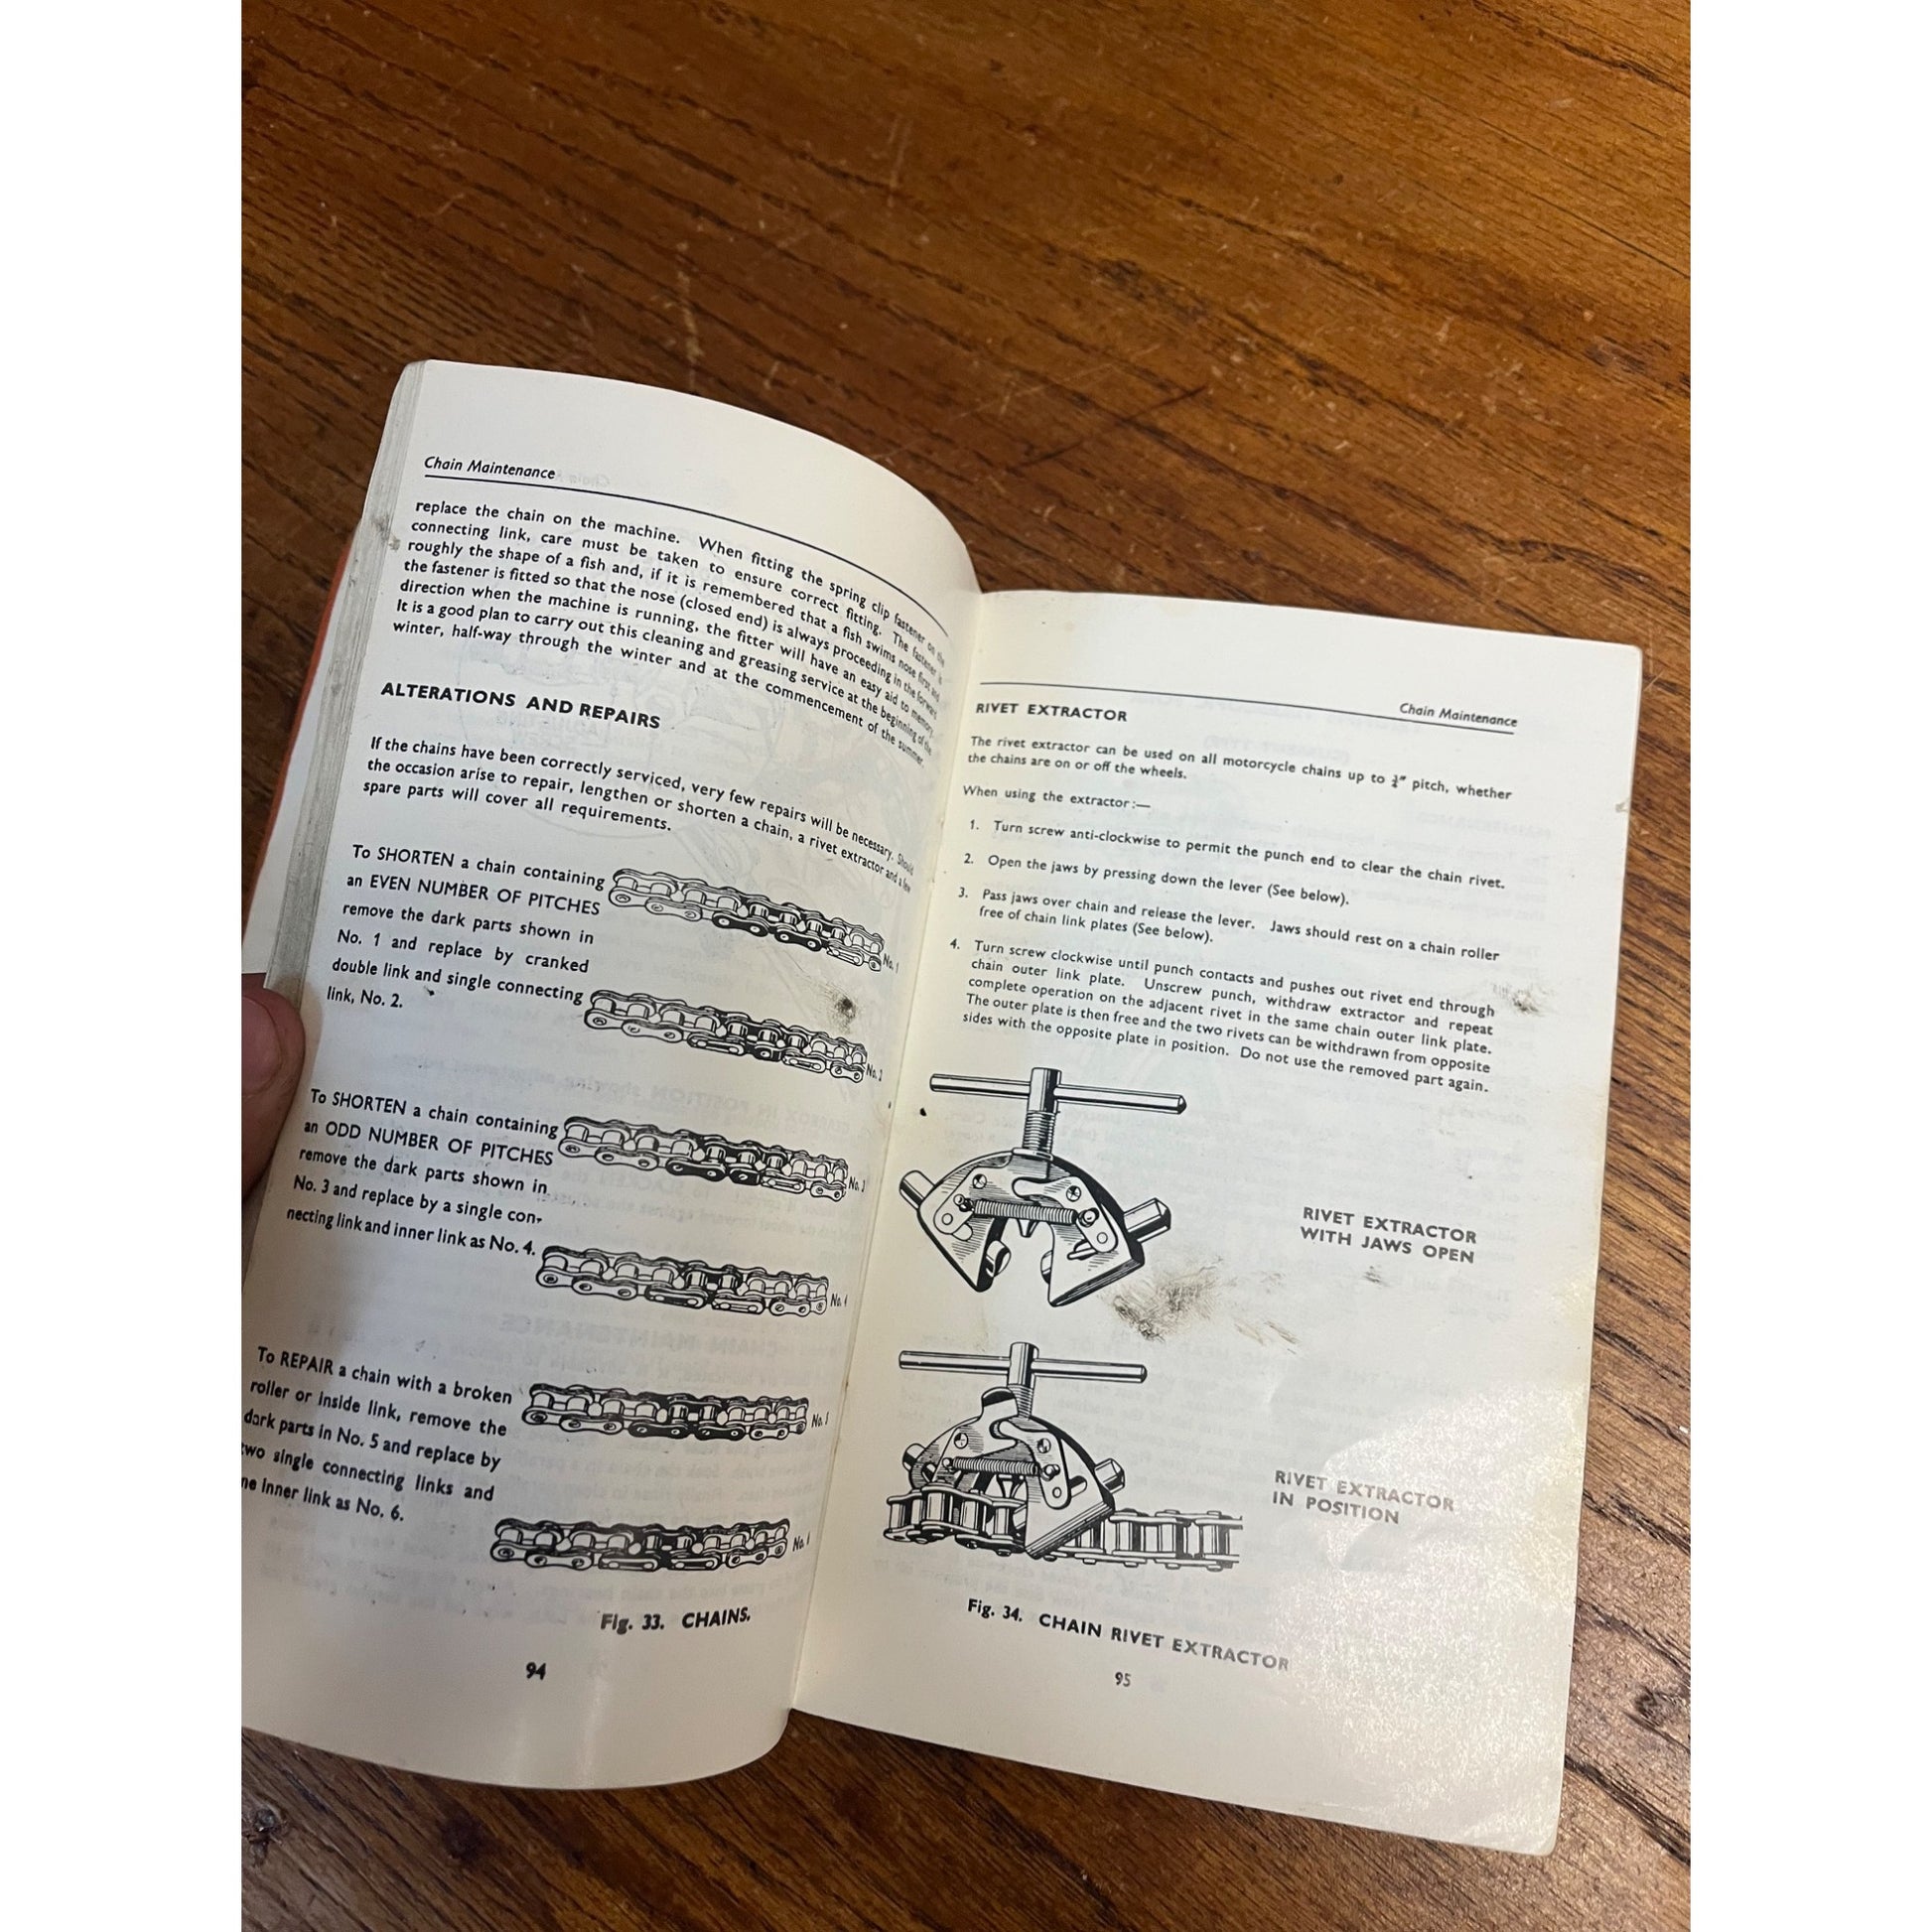 Chain Maintenance
replace the chain on the machine. When fitting the spring clip fastener on the
connecting link, care must be taken to ensure correct fitting. The fastener is
roughly the shape of a fish and, if it is remembered that a fish swims nose first and
the fastener is fitted so that the nose (closed end) is always proceeding in the forward
direction when the machine is running, the fitter will have an easy aid to memory.
It is a good plan to carry out this cleaning and greasing service at the beginning of the
winter, half-way through the winter and at the commencement of the summer.
ALTERATIONS AND REPAIRS
If the chains have been correctly serviced, very few repairs will be necessary. Should
the occasion arise to repair, lengthen or shorten a chain, a rivet extractor and a few
spare parts will cover all requirements.
To SHORTEN a chain containing
an EVEN NUMBER OF PITCHES
remove the dark parts shown in
No. 1 and replace by cranked
double link and single connecting
link, No. 2.
No. 1
No. 2
To SHORTEN a chain containing
an ODD NUMBER OF PITCHES
remove the dark parts shown in
No. 3 and replace by a single con-
necting link and inner link as No. 4.
No. 3
No. 4
To REPAIR a chain with a broken
roller or inside link, remove the
dark parts in No. 5 and replace by
two single connecting links and
ne inner link as No. 6.
No. 5
No. 6
Fig. 33. CHAINS.
94
Chain Maintenance
RIVET EXTRACTOR
The rivet extractor can be used on all motorcycle chains up to ¾" pitch, whether
the chains are on or off the wheels.
When using the extractor :—
1. Turn screw anti-clockwise to permit the punch end to clear the chain rivet.
2. Open the jaws by pressing down the lever (See below).
3. Pass jaws over chain and release the lever. Jaws should rest on a chain roller
free of chain link plates (See below).
4. Turn screw clockwise until punch contacts and pushes out rivet end through
chain outer link plate. Unscrew punch, withdraw extractor and repeat
complete operation on the adjacent rivet in the same chain outer link plate.
The outer plate is then free and the two rivets can be withdrawn from opposite
sides with the opposite plate in position. Do not use the removed part again.
RIVET EXTRACTOR
WITH JAWS OPEN
RIVET EXTRACTOR
IN POSITION
Fig. 34. CHAIN RIVET EXTRACTOR
95